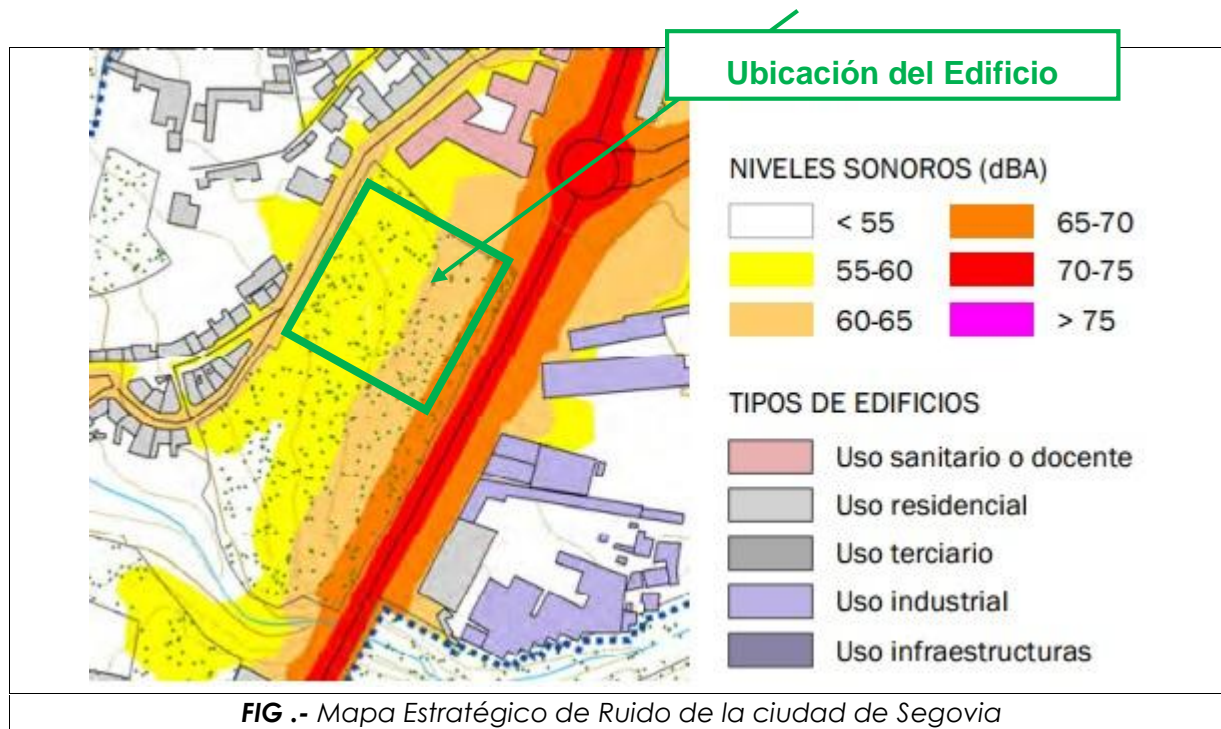 Ubicación del Edificio
NIVELES SONOROS (dBA)
< 55
65-70
55-60
70-75
60-65
> 75
TIPOS DE EDIFICIOS
Uso sanitario o docente
Uso residencial
Uso terciario
Uso industrial
Uso infraestructuras
FIG .- Mapa Estratégico de Ruido de la ciudad de Segovia